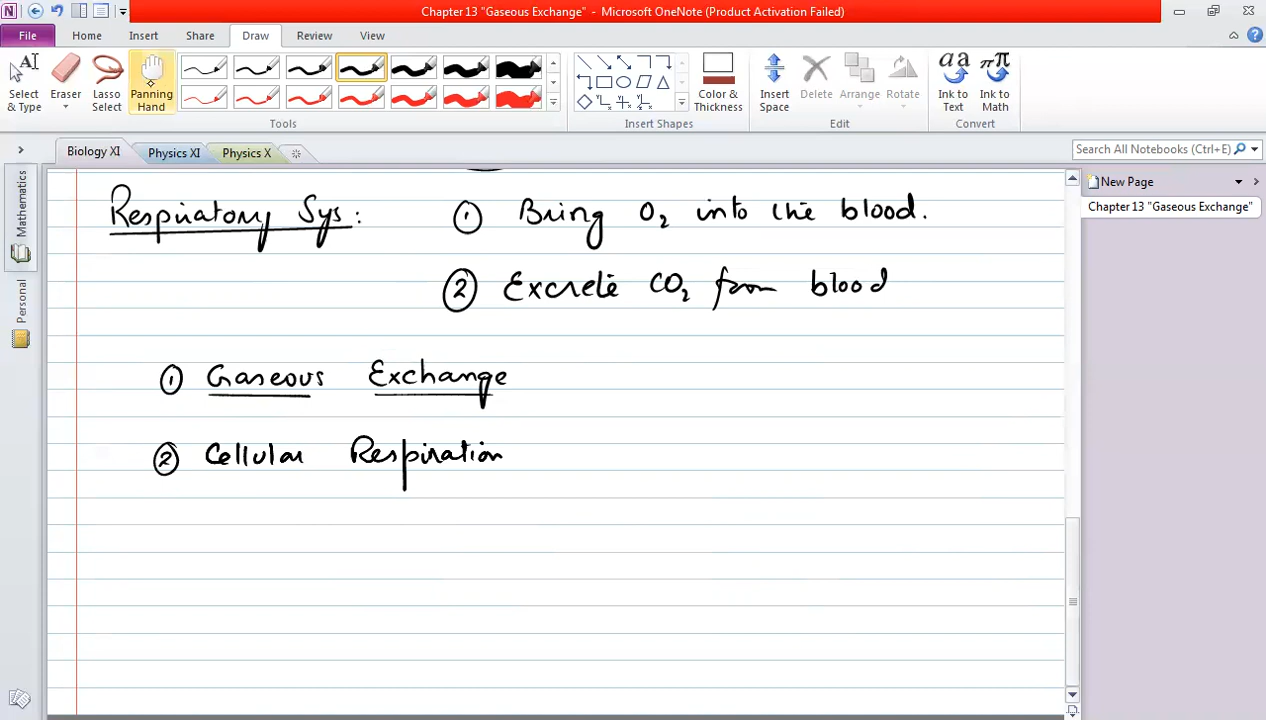 Chapter 13 "Gaseous Exchange" - Microsoft OneNote (Product Activation Failed)
File Home Insert Share Draw Review View
Select & Type
Eraser
Lasso Select
Panning Hand
Color & Thickness
Insert Space
Delete
Arrange
Rotate
Ink to Text
Ink to Math
Tools
Insert Shapes
Edit
Convert
Biology XI Physics XI Physics X
Search All Notebooks (Ctrl+E)
New Page
Chapter 13 "Gaseous Exchange"
Mathematics
Personal
Respiratory Sys : ① Bring O₂ into the blood.
② Excrete CO₂ from blood
① Gaseous Exchange
② Cellular Respiration